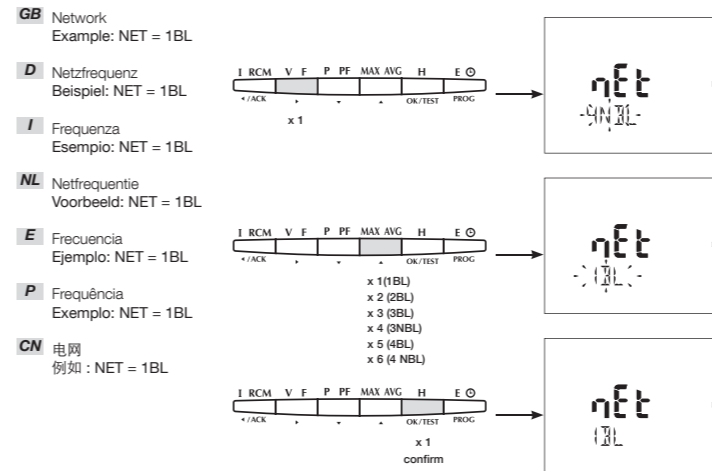 GB Network
Example: NET = 1BL
D Netzfrequenz
Beispiel: NET = 1BL
I Frequenza
Esempio: NET = 1BL
NL Netfrequentie
Voorbeeld: NET = 1BL
E Frecuencia
Ejemplo: NET = 1BL
P Frequência
Exemplo: NET = 1BL
CN 电网
例如 : NET = 1BL
I RCM V F P PF MAX AVG H E
/ACK OK/TEST PROG
x 1
nEt
4NBL
I RCM V F P PF MAX AVG H E
/ACK OK/TEST PROG
x 1(1BL)
x 2 (2BL)
x 3 (3BL)
x 4 (3NBL)
x 5 (4BL)
x 6 (4 NBL)
nEt
1BL
I RCM V F P PF MAX AVG H E
/ACK OK/TEST PROG
x 1
confirm
nEt
1BL